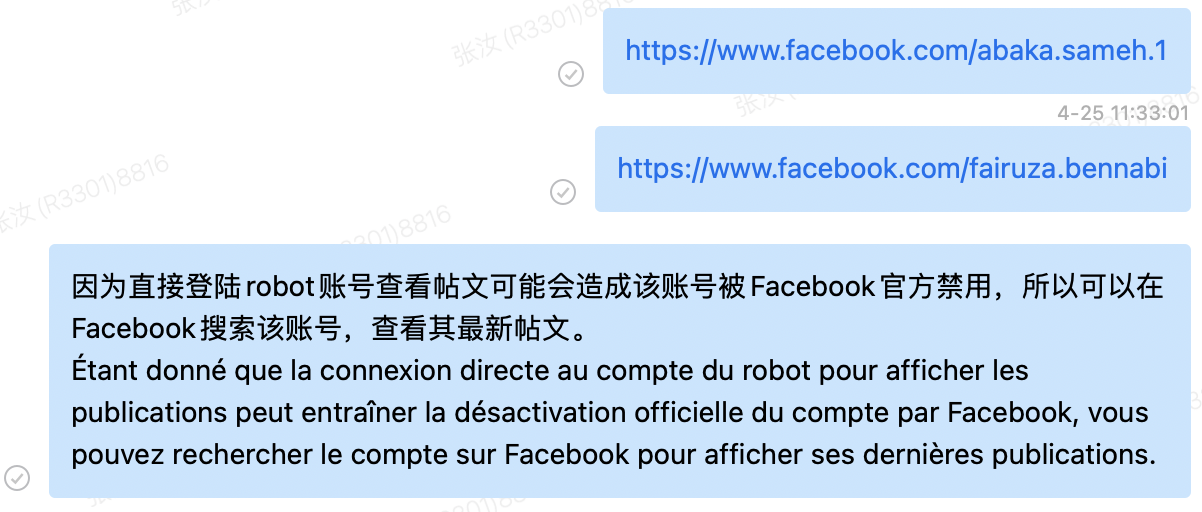 张汝(R3301)8816
https://www.facebook.com/abaka.sameh.1
4-25 11:33:01
https://www.facebook.com/fairuza.bennabi
张汝(R3301)8816
因为直接登陆robot账号查看帖文可能会造成该账号被Facebook官方禁用，所以可以在
Facebook搜索该账号，查看其最新帖文。
Étant donné que la connexion directe au compte du robot pour afficher les
publications peut entraîner la désactivation officielle du compte par Facebook, vous
pouvez rechercher le compte sur Facebook pour afficher ses dernières publications.